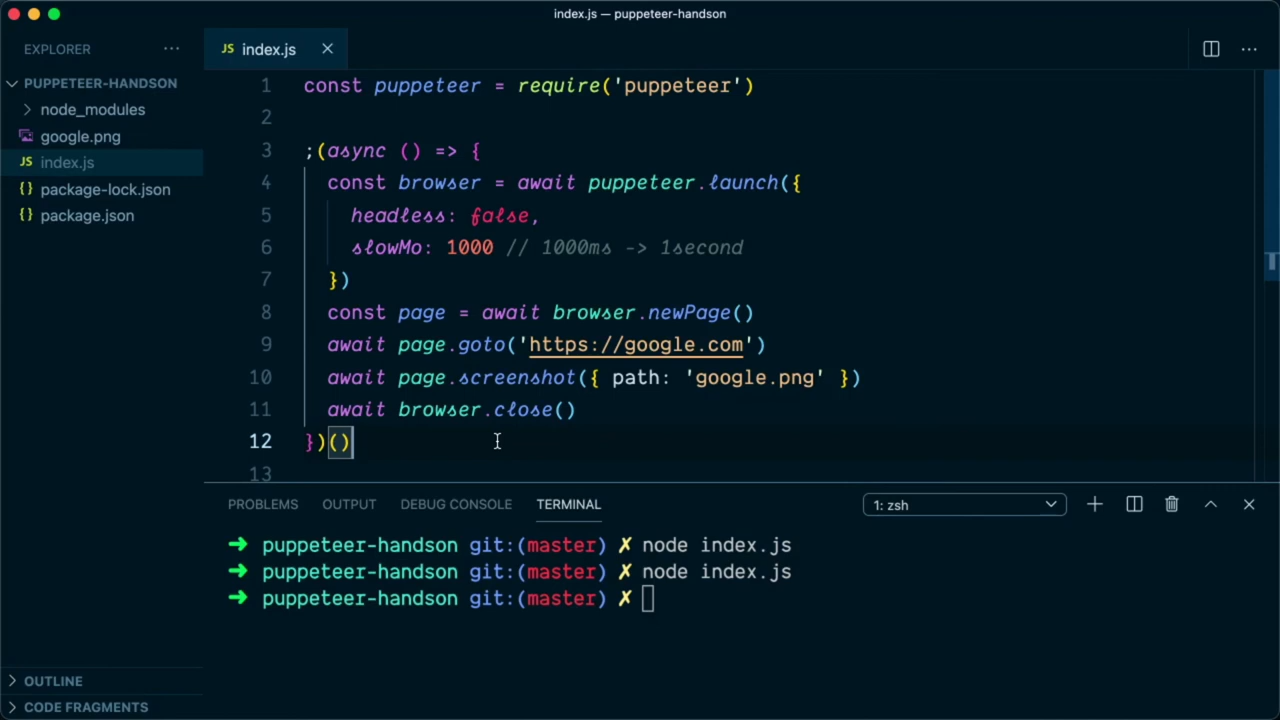 index.js — puppeteer-handson
EXPLORER
JS index.js
PUPPETEER-HANDSON
node_modules
google.png
JS index.js
{} package-lock.json
{} package.json
1 const puppeteer = require('puppeteer')
2
3 ;(async () => {
4 const browser = await puppeteer.launch({
5 headless: false,
6 slowMo: 1000 // 1000ms -> 1second
7 })
8 const page = await browser.newPage()
9 await page.goto('https://google.com')
10 await page.screenshot({ path: 'google.png' })
11 await browser.close()
12 })()
13
PROBLEMS OUTPUT DEBUG CONSOLE TERMINAL 1: zsh
➜ puppeteer-handson git:(master) ✗ node index.js
➜ puppeteer-handson git:(master) ✗ node index.js
➜ puppeteer-handson git:(master) ✗
OUTLINE
CODE FRAGMENTS